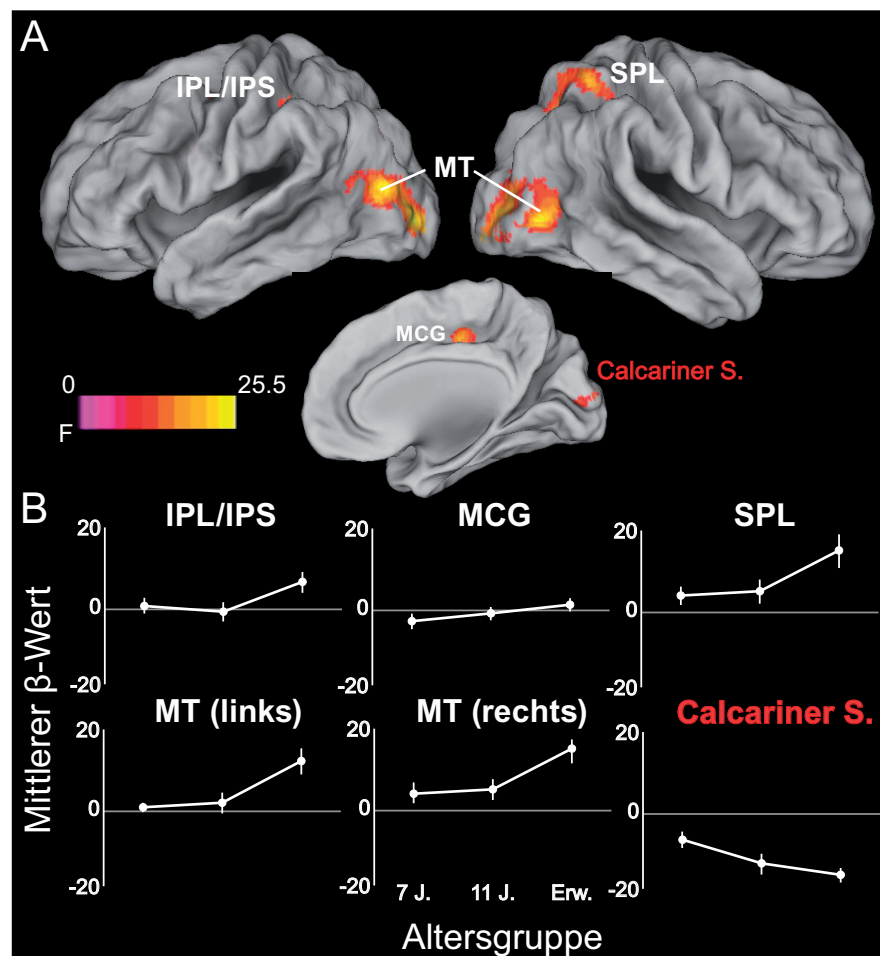 A
IPL/IPS
SPL
MT
MCG
Calcariner S.
0 25.5
F
B
IPL/IPS MCG SPL
20 20 20
0 0 0
-20 -20 -20
Mittlerer β-Wert
MT (links) MT (rechts) Calcariner S.
20 20 20
0 0 0
-20 -20 -20
7 J. 11 J. Erw.
Altersgruppe